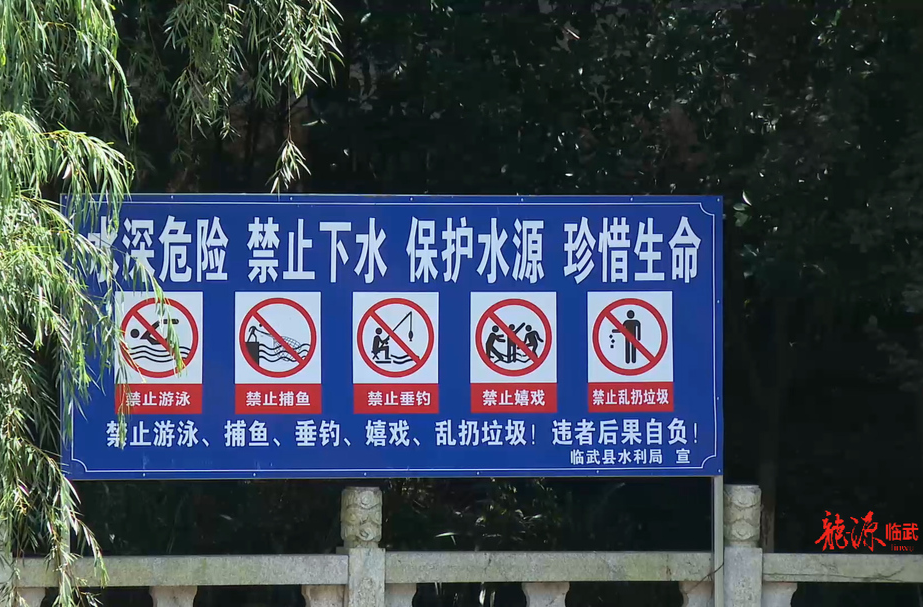 水深危险 禁止下水 保护水源 珍惜生命
禁止游泳 禁止捕鱼 禁止垂钓 禁止嬉戏 禁止乱扔垃圾
禁止游泳、捕鱼、垂钓、嬉戏、乱扔垃圾！违者后果自负！
临武县水利局 宣
龍源临武